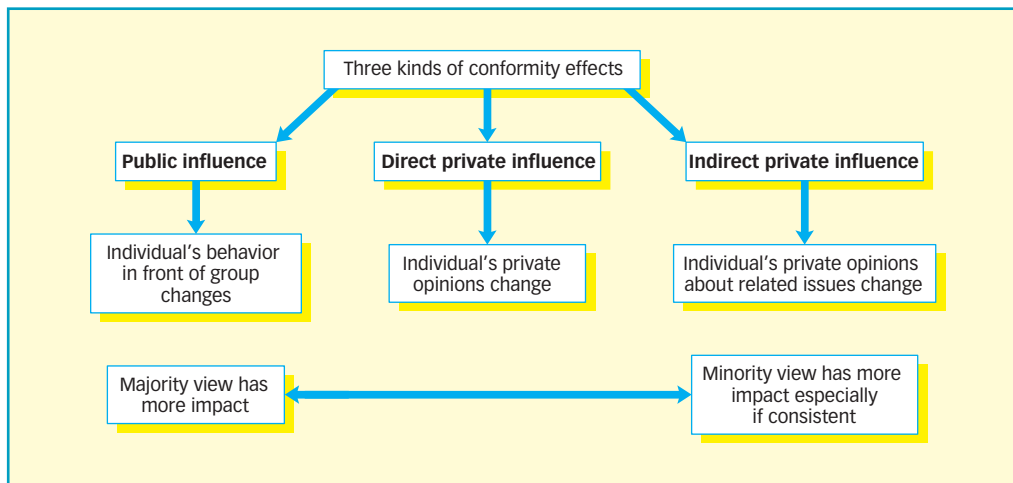 Three kinds of conformity effects
Public influence
Direct private influence
Indirect private influence
Individual's behavior
in front of group
changes
Individual's private
opinions change
Individual's private opinions
about related issues change
Majority view has
more impact
Minority view has more
impact especially
if consistent